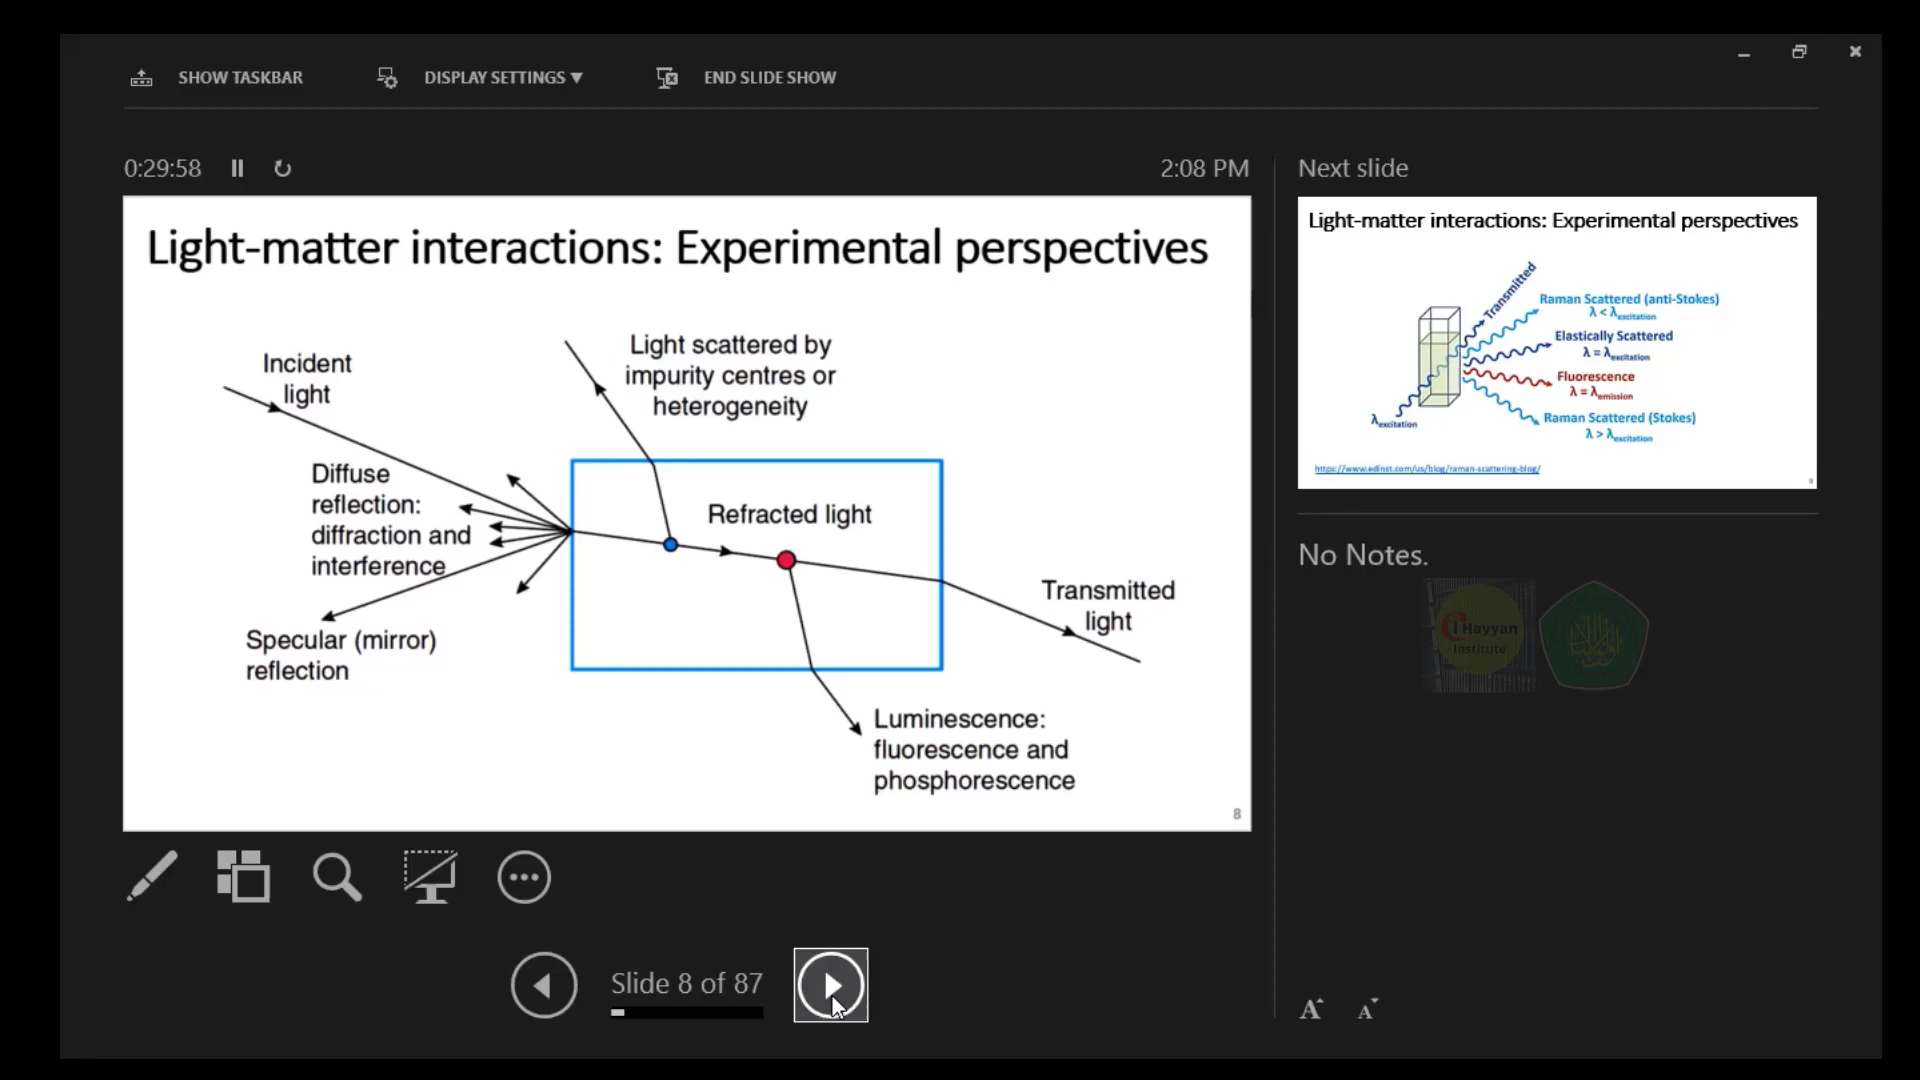 SHOW TASKBAR
DISPLAY SETTINGS ▼
END SLIDE SHOW
0:29:58
2:08 PM
Next slide
Light-matter interactions: Experimental perspectives
Incident
light
Light scattered by
impurity centres or
heterogeneity
Diffuse
reflection:
diffraction and
interference
Refracted light
Specular (mirror)
reflection
Transmitted
light
Luminescence:
fluorescence and
phosphorescence
8
Light-matter interactions: Experimental perspectives
Transmitted
Raman Scattered (anti-Stokes)
λ < λexcitation
Elastically Scattered
λ = λexcitation
Fluorescence
λ = λemission
Raman Scattered (Stokes)
λ > λexcitation
λexcitation
https://www.edinst.com/us/blog/raman-scattering-blog/
No Notes.
Hayyan
Institute
Slide 8 of 87
A
A